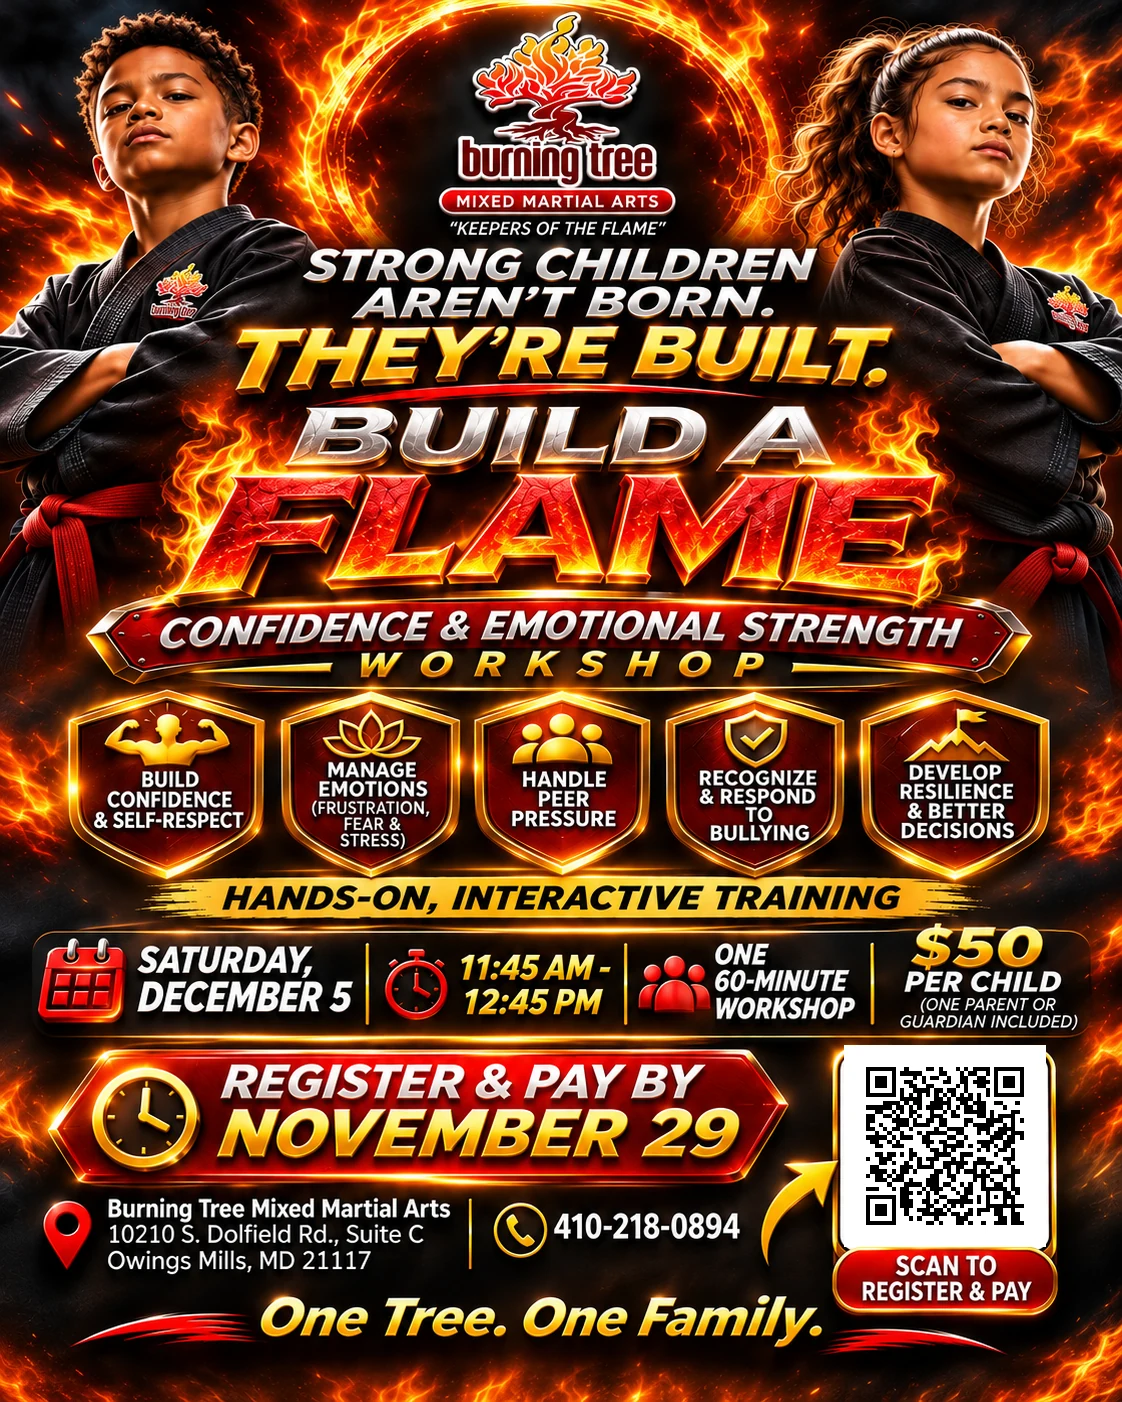 burning tree
MIXED MARTIAL ARTS
"KEEPERS OF THE FLAME"
STRONG CHILDREN
AREN'T BORN.
THEY'RE BUILT.
burning tree
burning tree
BUILD A
FLAME
CONFIDENCE & EMOTIONAL STRENGTH
WORKSHOP
BUILD
CONFIDENCE
& SELF-RESPECT
MANAGE
EMOTIONS
(FRUSTRATION,
FEAR &
STRESS)
HANDLE
PEER
PRESSURE
RECOGNIZE
& RESPOND
TO
BULLYING
DEVELOP
RESILIENCE
& BETTER
DECISIONS
HANDS-ON, INTERACTIVE TRAINING
SATURDAY,
DECEMBER 5
11:45 AM -
12:45 PM
ONE
60-MINUTE
WORKSHOP
$50
PER CHILD
(ONE PARENT OR
GUARDIAN INCLUDED)
REGISTER & PAY BY
NOVEMBER 29
Burning Tree Mixed Martial Arts
10210 S. Dolfield Rd., Suite C
Owings Mills, MD 21117
410-218-0894
SCAN TO
REGISTER & PAY
One Tree. One Family.